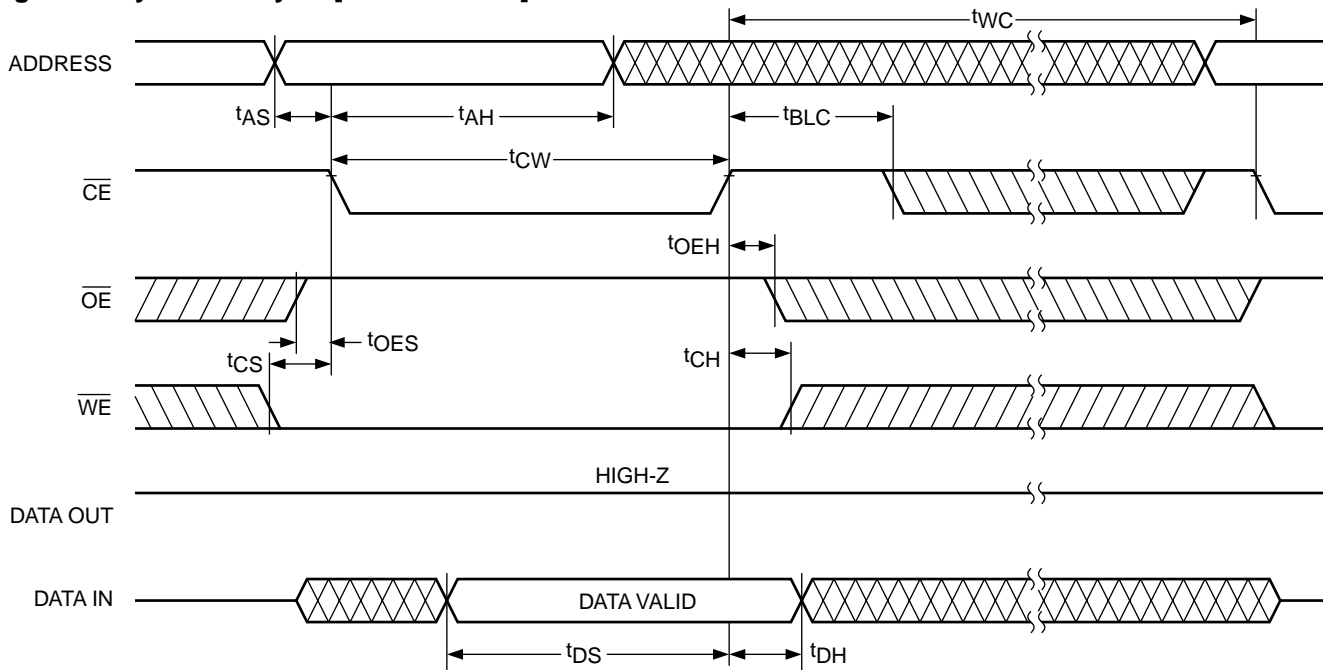 tWC
ADDRESS
tAS
tAH
tBLC
tCW
CE
tOEH
OE
tOES
tCS
tCH
WE
HIGH-Z
DATA OUT
DATA IN
DATA VALID
tDS
tDH